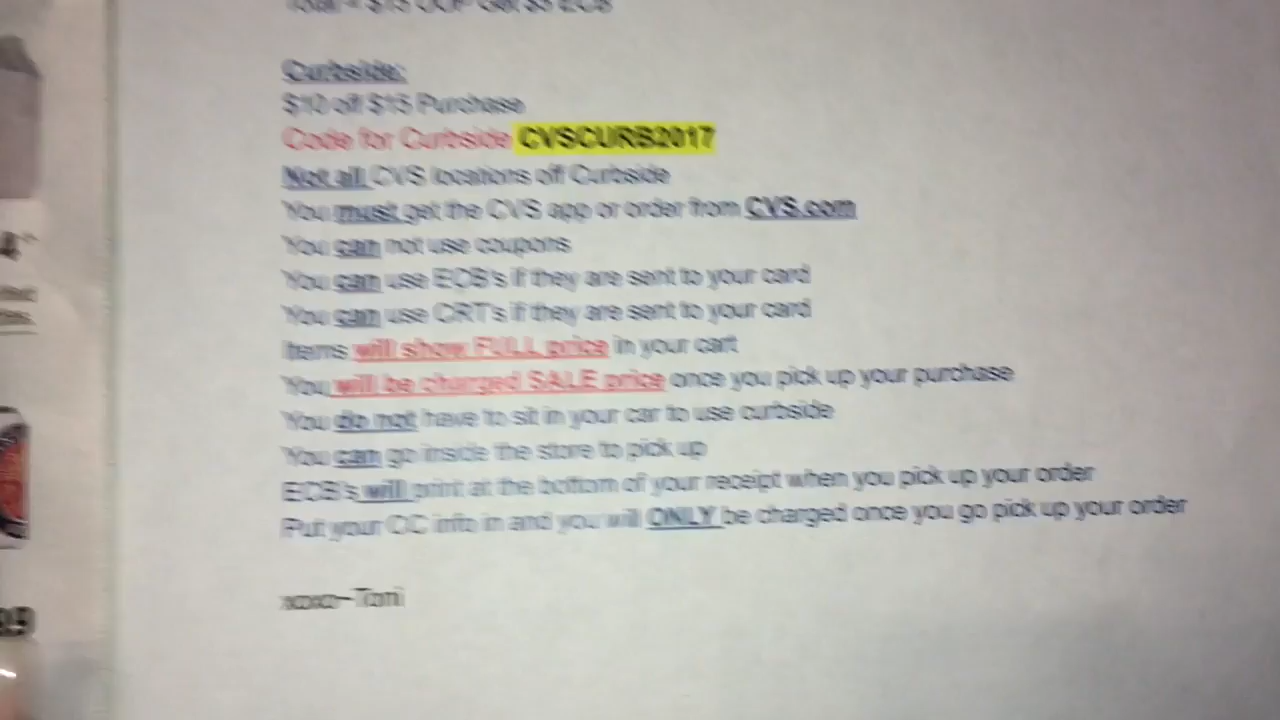 Total = $15 OOP Get $5 ECB
Curbside:
$10 off $15 Purchase
Code for Curbside CVSCURB2017
Not all CVS locations off Curbside
You must get the CVS app or order from CVS.com
You can not use coupons
You can use ECB's if they are sent to your card
You can use CRT's if they are sent to your card
Items will show FULL price in your cart
You will be charged SALE price once you pick up your purchase
You do not have to sit in your car to use curbside
You can go inside the store to pick up
ECB's will print at the bottom of your receipt when you pick up your order
Put your CC info in and you will ONLY be charged once you go pick up your order
xoxo~Toni